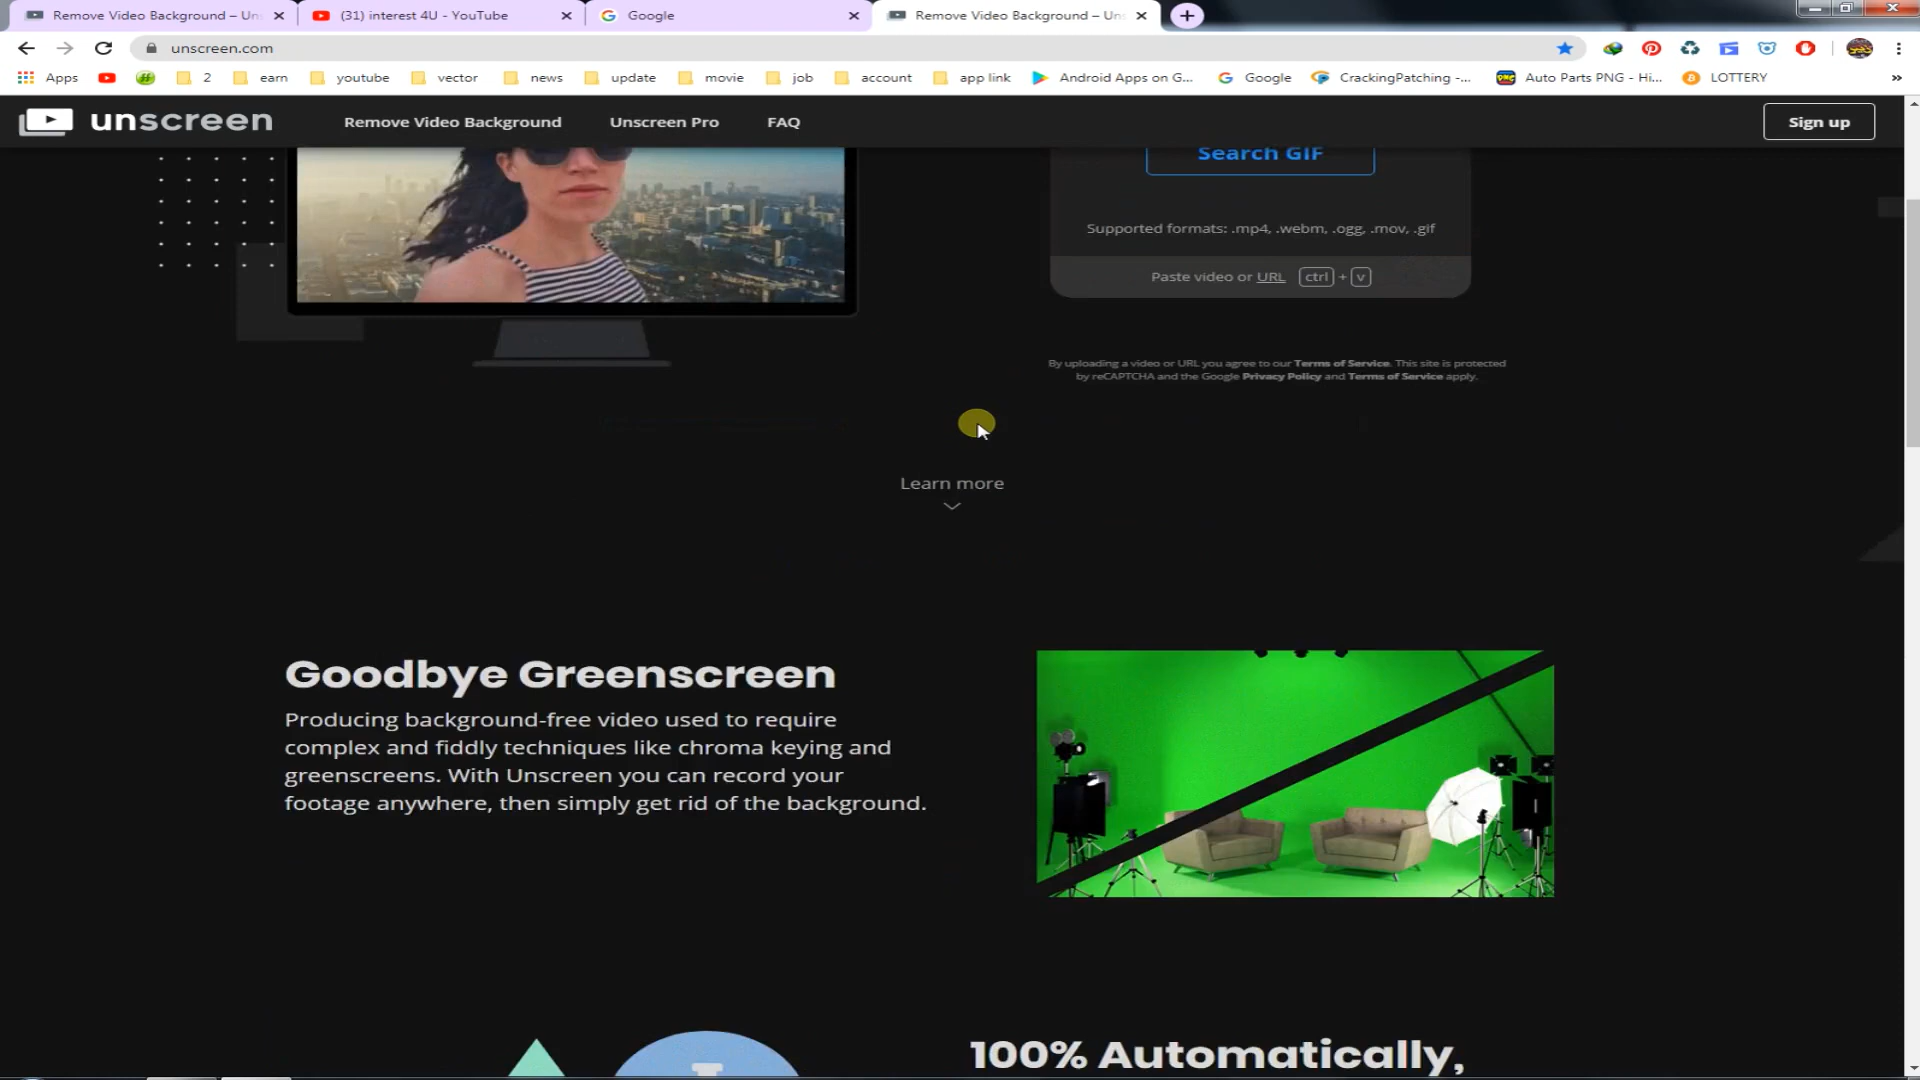 Remove Video Background – Un
(31) interest 4U - YouTube
Google
Remove Video Background – Un
unscreen.com
Apps
2
earn
youtube
vector
news
update
movie
job
account
app link
Android Apps on G...
Google
CrackingPatching -...
Auto Parts PNG - Hi...
LOTTERY
»
unscreen
Remove Video Background
Unscreen Pro
FAQ
Sign up
Search GIF
Supported formats: .mp4, .webm, .ogg, .mov, .gif
Paste video or URL ctrl + v
By uploading a video or URL you agree to our Terms of Service. This site is protected
by reCAPTCHA and the Google Privacy Policy and Terms of Service apply.
Learn more
Goodbye Greenscreen
Producing background-free video used to require
complex and fiddly techniques like chroma keying and
greenscreens. With Unscreen you can record your
footage anywhere, then simply get rid of the background.
100% Automatically,